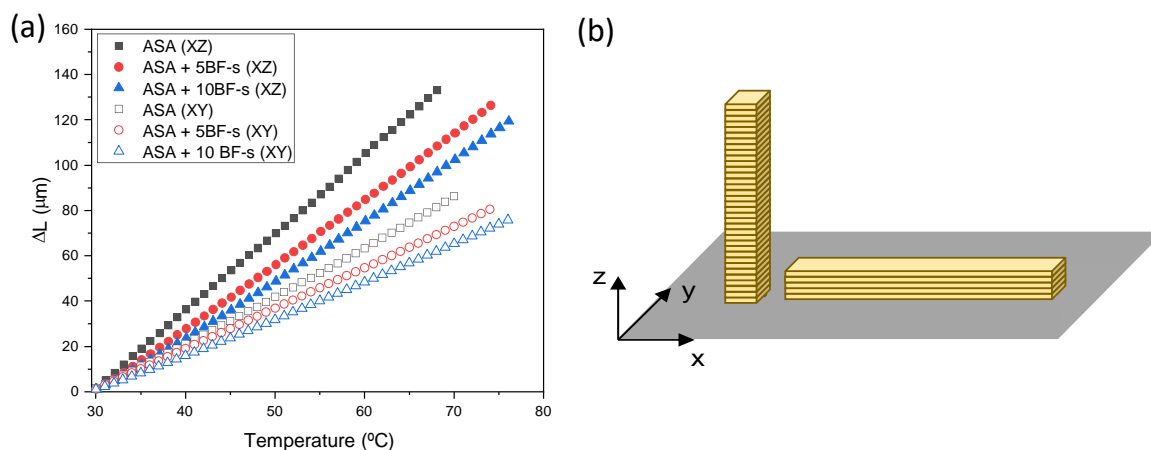 (a)
(b)
160
140
120
100
80
60
40
20
0
ΔL (μm)
ASA (XZ)
ASA + 5BF-s (XZ)
ASA + 10BF-s (XZ)
ASA (XY)
ASA + 5BF-s (XY)
ASA + 10 BF-s (XY)
30 40 50 60 70 80
Temperature (ºC)
z
y
x